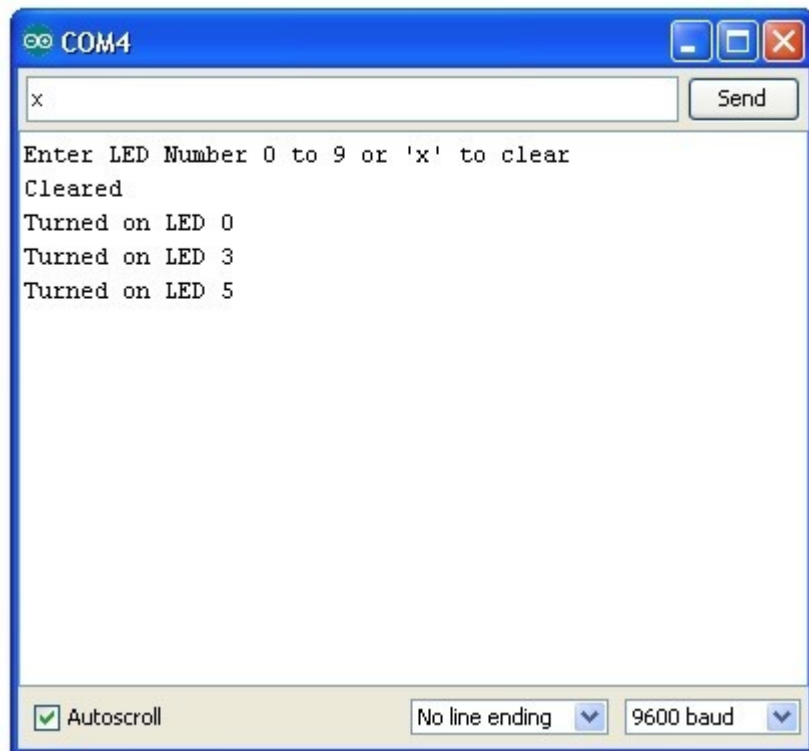 COM4
x
Send
Enter LED Number 0 to 9 or 'x' to clear
Cleared
Turned on LED 0
Turned on LED 3
Turned on LED 5
Autoscroll
No line ending
9600 baud